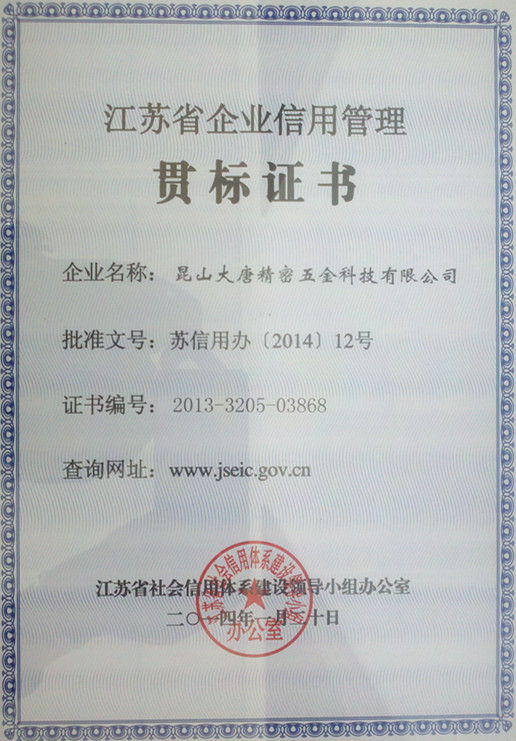 江苏省企业信用管理
贯标证书
企业名称：昆山大唐精密五金科技有限公司
批准文号：苏信用办〔2014〕12号
证书编号：2013-3205-03868
查询网址：www.jseic.gov.cn
江苏省社会信用体系建设领导小组办公室
二〇一四年一月二十日
办公室